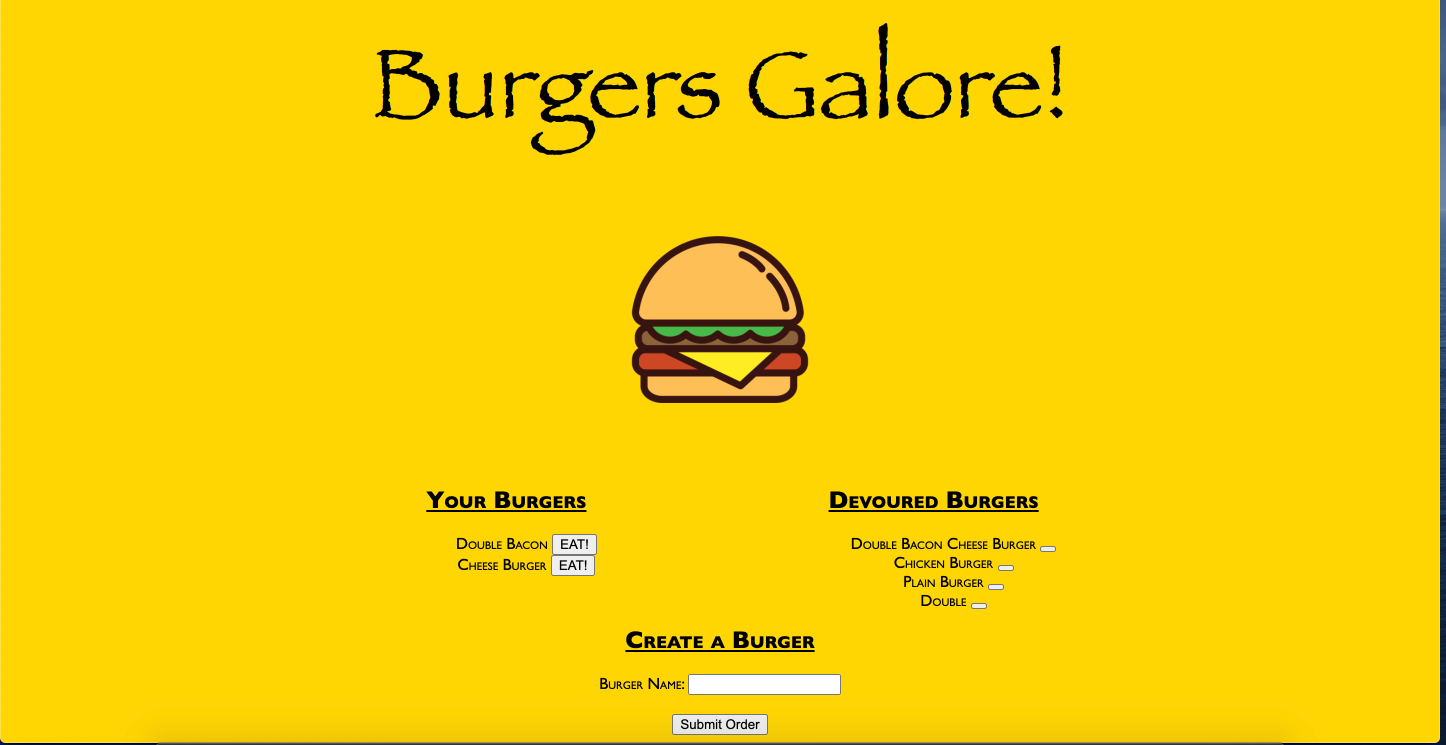 Burgers Galore!
Your Burgers
Double Bacon EAT!
Cheese Burger EAT!
Devoured Burgers
Double Bacon Cheese Burger
Chicken Burger
Plain Burger
Double
Create a Burger
Burger Name:
Submit Order